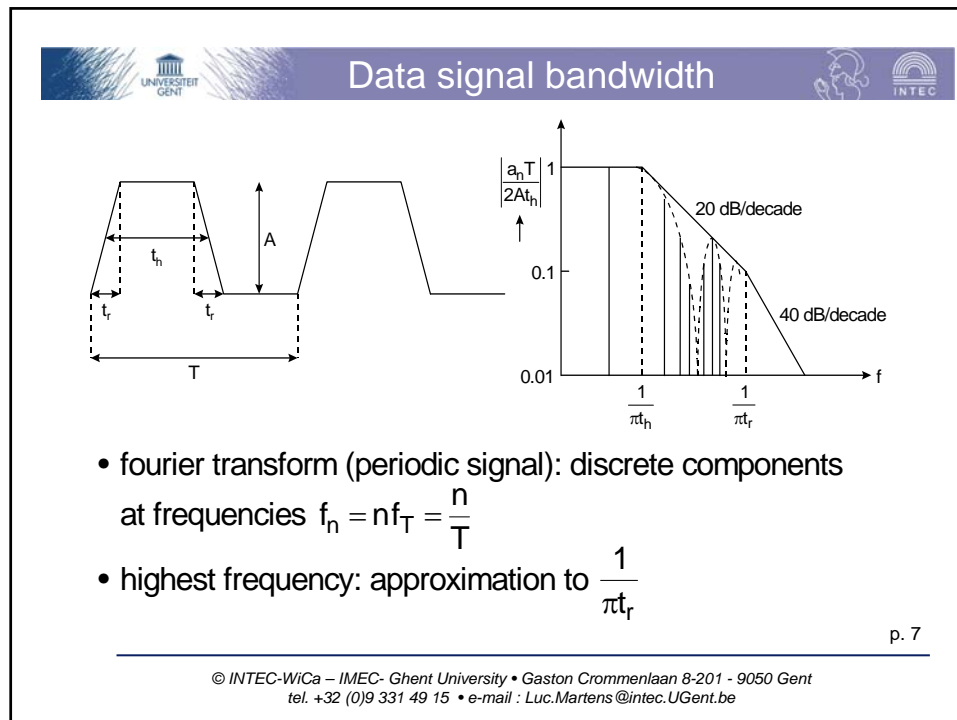 UNIVERSITEIT
GENT
Data signal bandwidth
INTEC
A
t_h
t_r
t_r
T
|a_nT / 2At_h|
1
0.1
0.01
20 dB/decade
40 dB/decade
f
1/πt_h
1/πt_r
• fourier transform (periodic signal): discrete components
at frequencies f_n = nf_T = n/T
• highest frequency: approximation to 1/πt_r
p. 7
© INTEC-WiCa – IMEC- Ghent University • Gaston Crommenlaan 8-201 - 9050 Gent
tel. +32 (0)9 331 49 15 • e-mail : Luc.Martens@intec.UGent.be